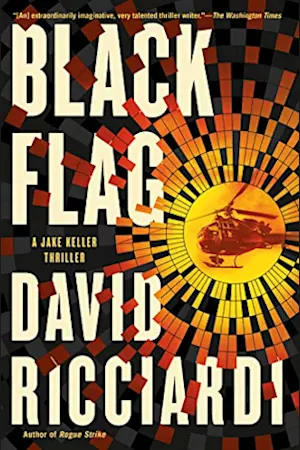 "[An] extraordinarily imaginative, very talented thriller writer."—The Washington Times
BLACK
FLAG
A JAKE KELLER
THRILLER
DAVID
RICCIARDI
Author of Rogue Strike